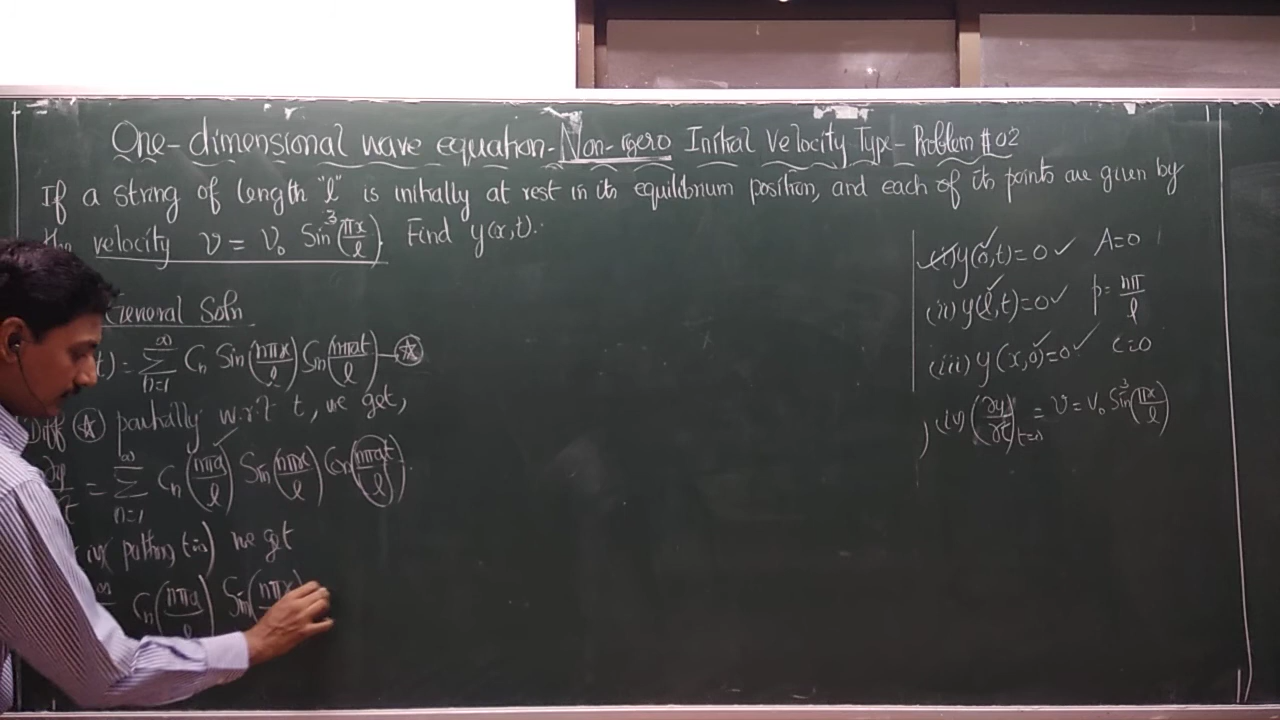 One-dimensional wave equation- Non-zero Initial Velocity Type- Problem #02
If a string of length "l" is initially at rest in its equilibrium position, and each of its points are given by
the velocity v = V₀ Sin³(πx/l). Find y(x,t).
General Soln
t) = ∑_{n=1}^{∞} Cn Sin(nπx/l) Sin(nπat/l) — ☆
Diff ☆ partially w.r.t t, we get,
∂y/∂t = ∑_{n=1}^{∞} Cn (nπa/l) Sin(nπx/l) Cos(nπat/l).
(iv) putting t=0) we get
∞ Cn (nπa/l) Sin(nπx
(i) y(0,t)=0 ✓ A=0
(ii) y(l,t)=0 ✓ p= nπ/l
(iii) y(x,0)=0 ✓ C=0
(iv) (∂y/∂t)_{t=0} = v = V₀ Sin³(πx/l)